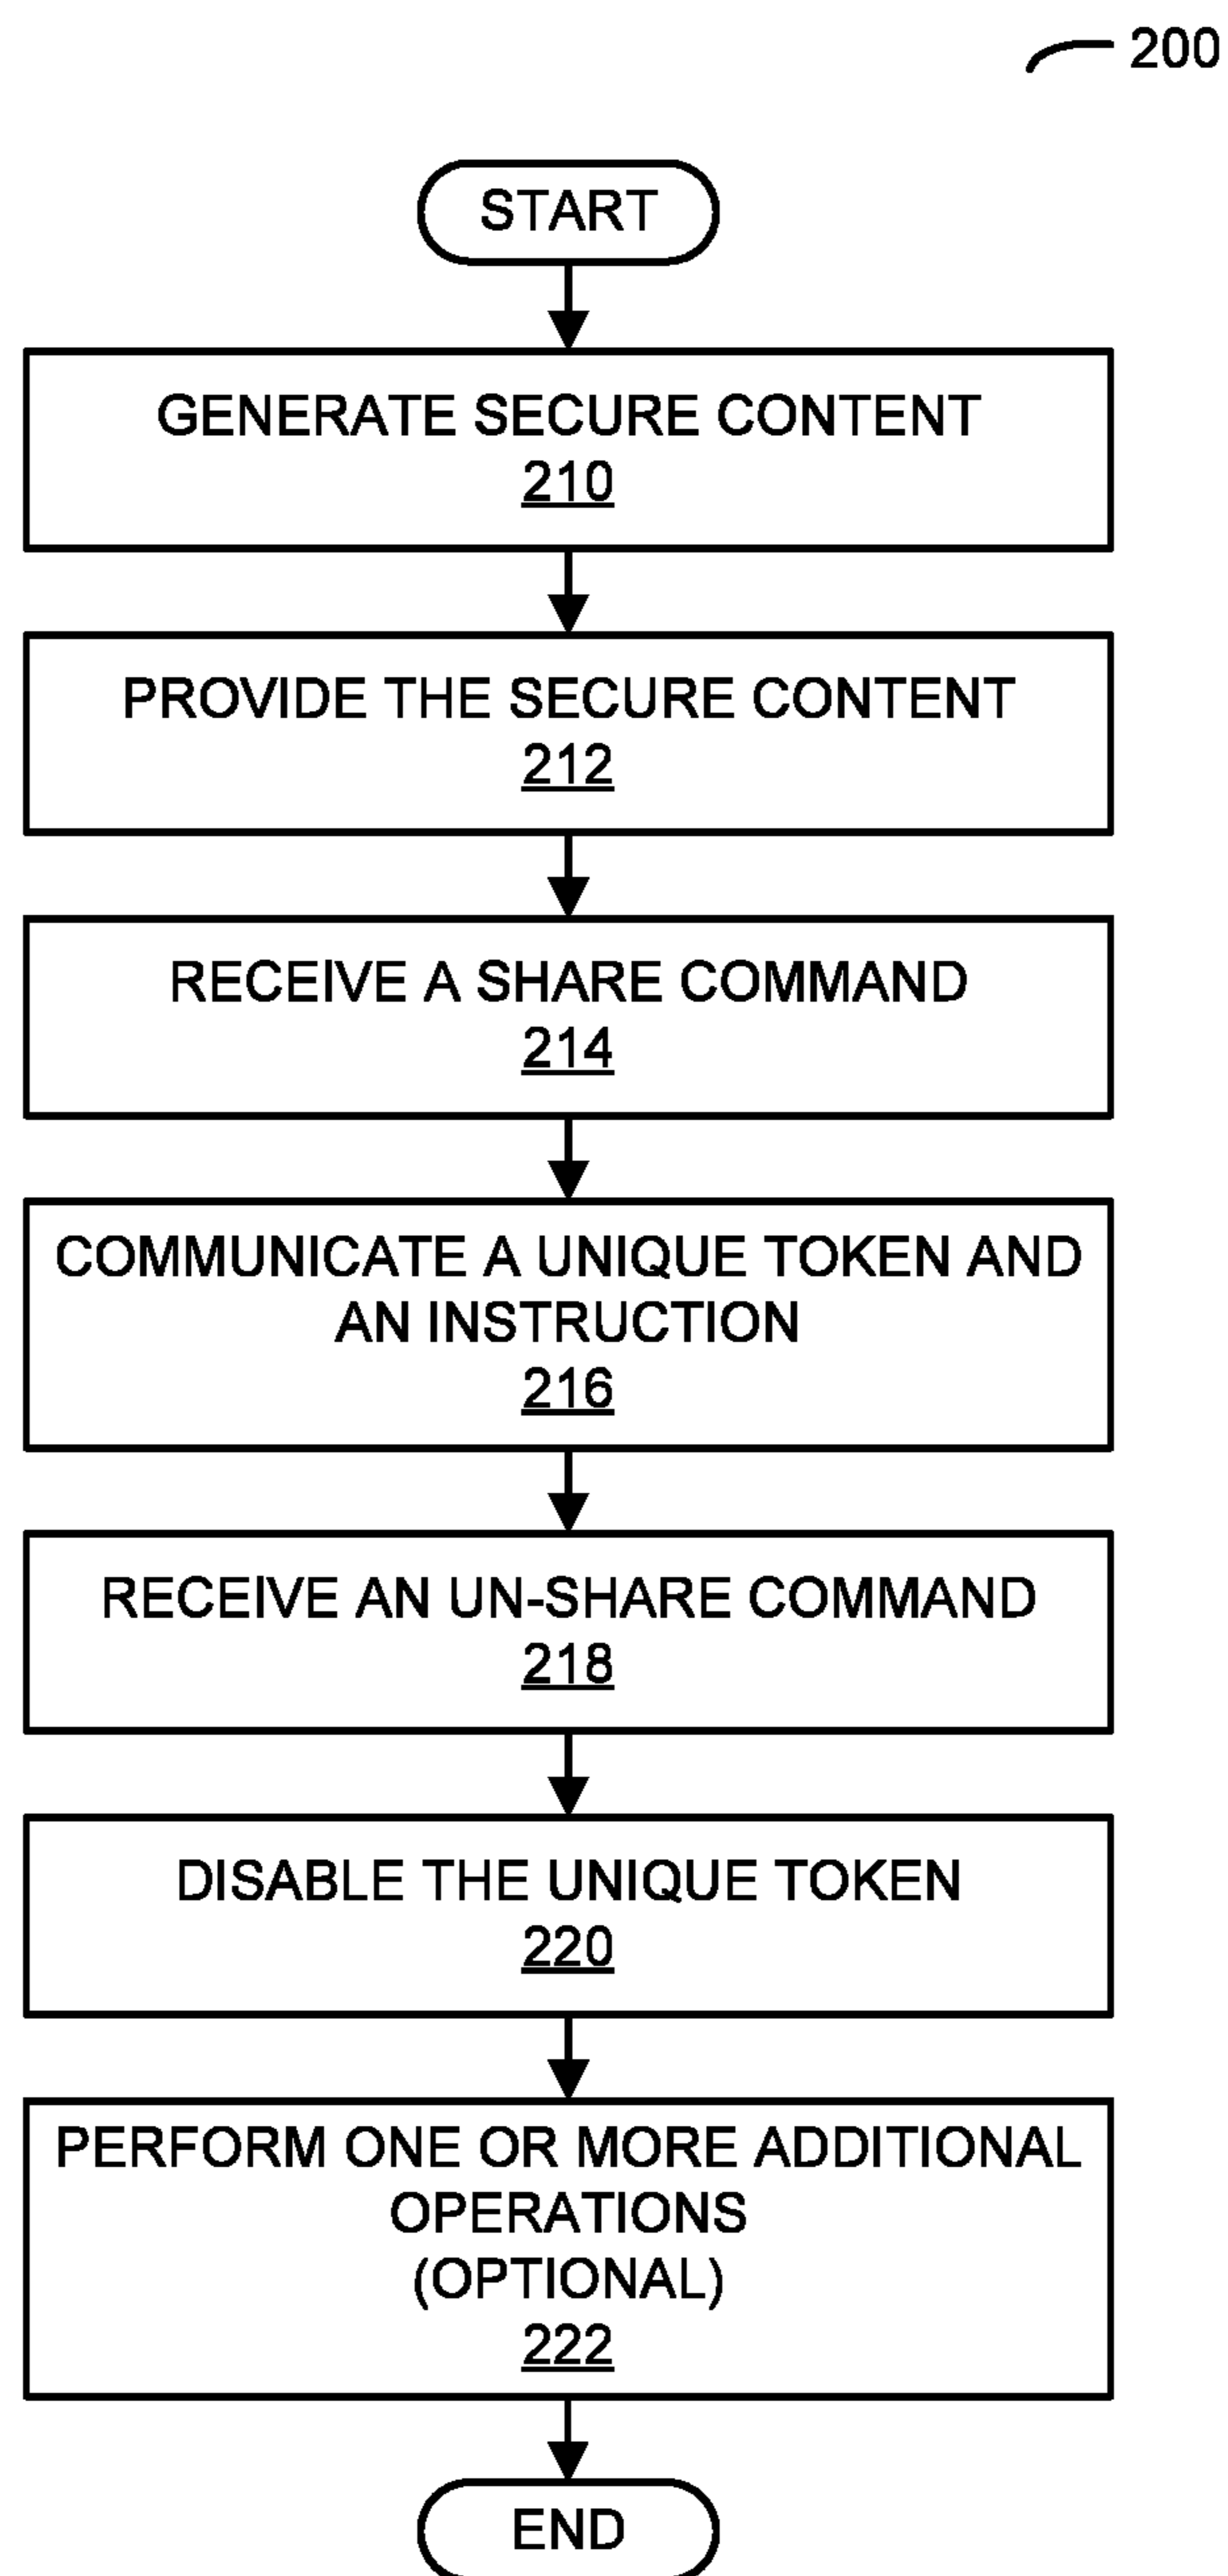 200
START
GENERATE SECURE CONTENT
210
PROVIDE THE SECURE CONTENT
212
RECEIVE A SHARE COMMAND
214
COMMUNICATE A UNIQUE TOKEN AND
AN INSTRUCTION
216
RECEIVE AN UN-SHARE COMMAND
218
DISABLE THE UNIQUE TOKEN
220
PERFORM ONE OR MORE ADDITIONAL
OPERATIONS
(OPTIONAL)
222
END